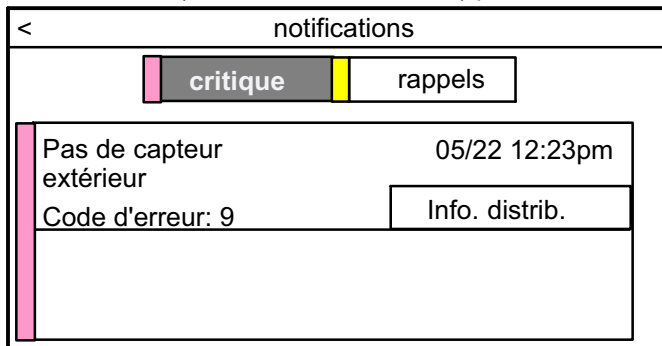 < notifications
critique rappels
Pas de capteur 05/22 12:23pm
extérieur
Code d'erreur: 9 Info. distrib.